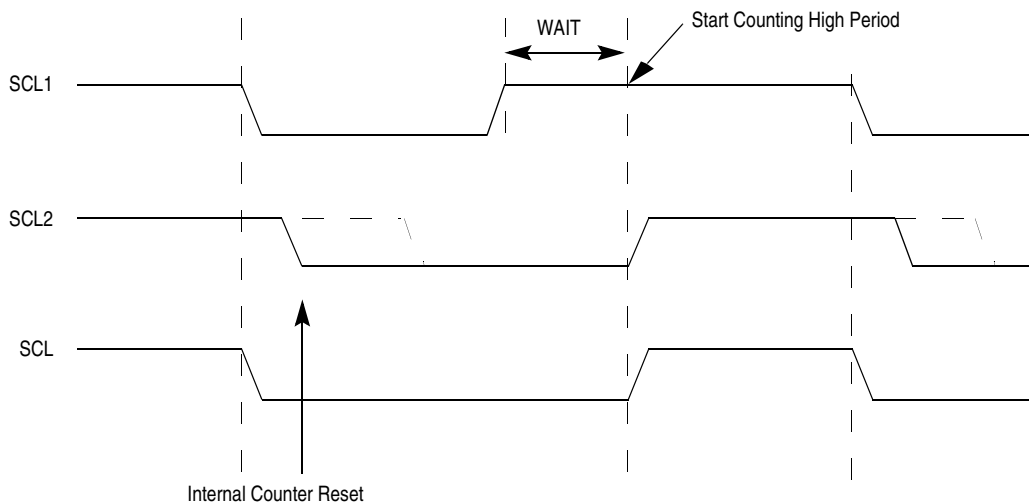 Start Counting High Period
WAIT
SCL1
SCL2
SCL
Internal Counter Reset